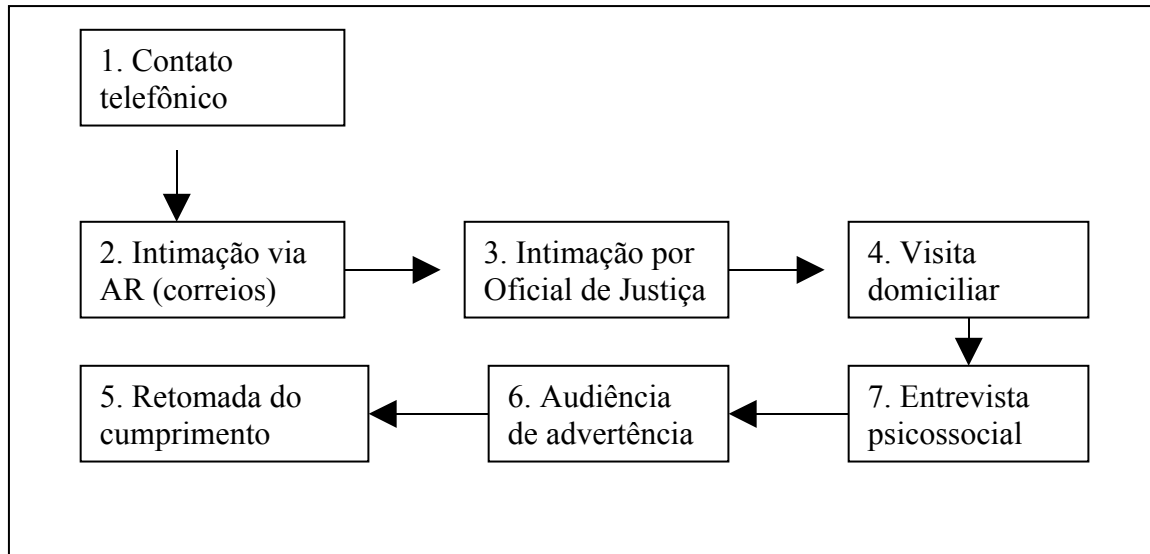 1. Contato
telefônico
2. Intimação via
AR (correios)
3. Intimação por
Oficial de Justiça
4. Visita
domiciliar
5. Retomada do
cumprimento
6. Audiência
de advertência
7. Entrevista
psicossocial